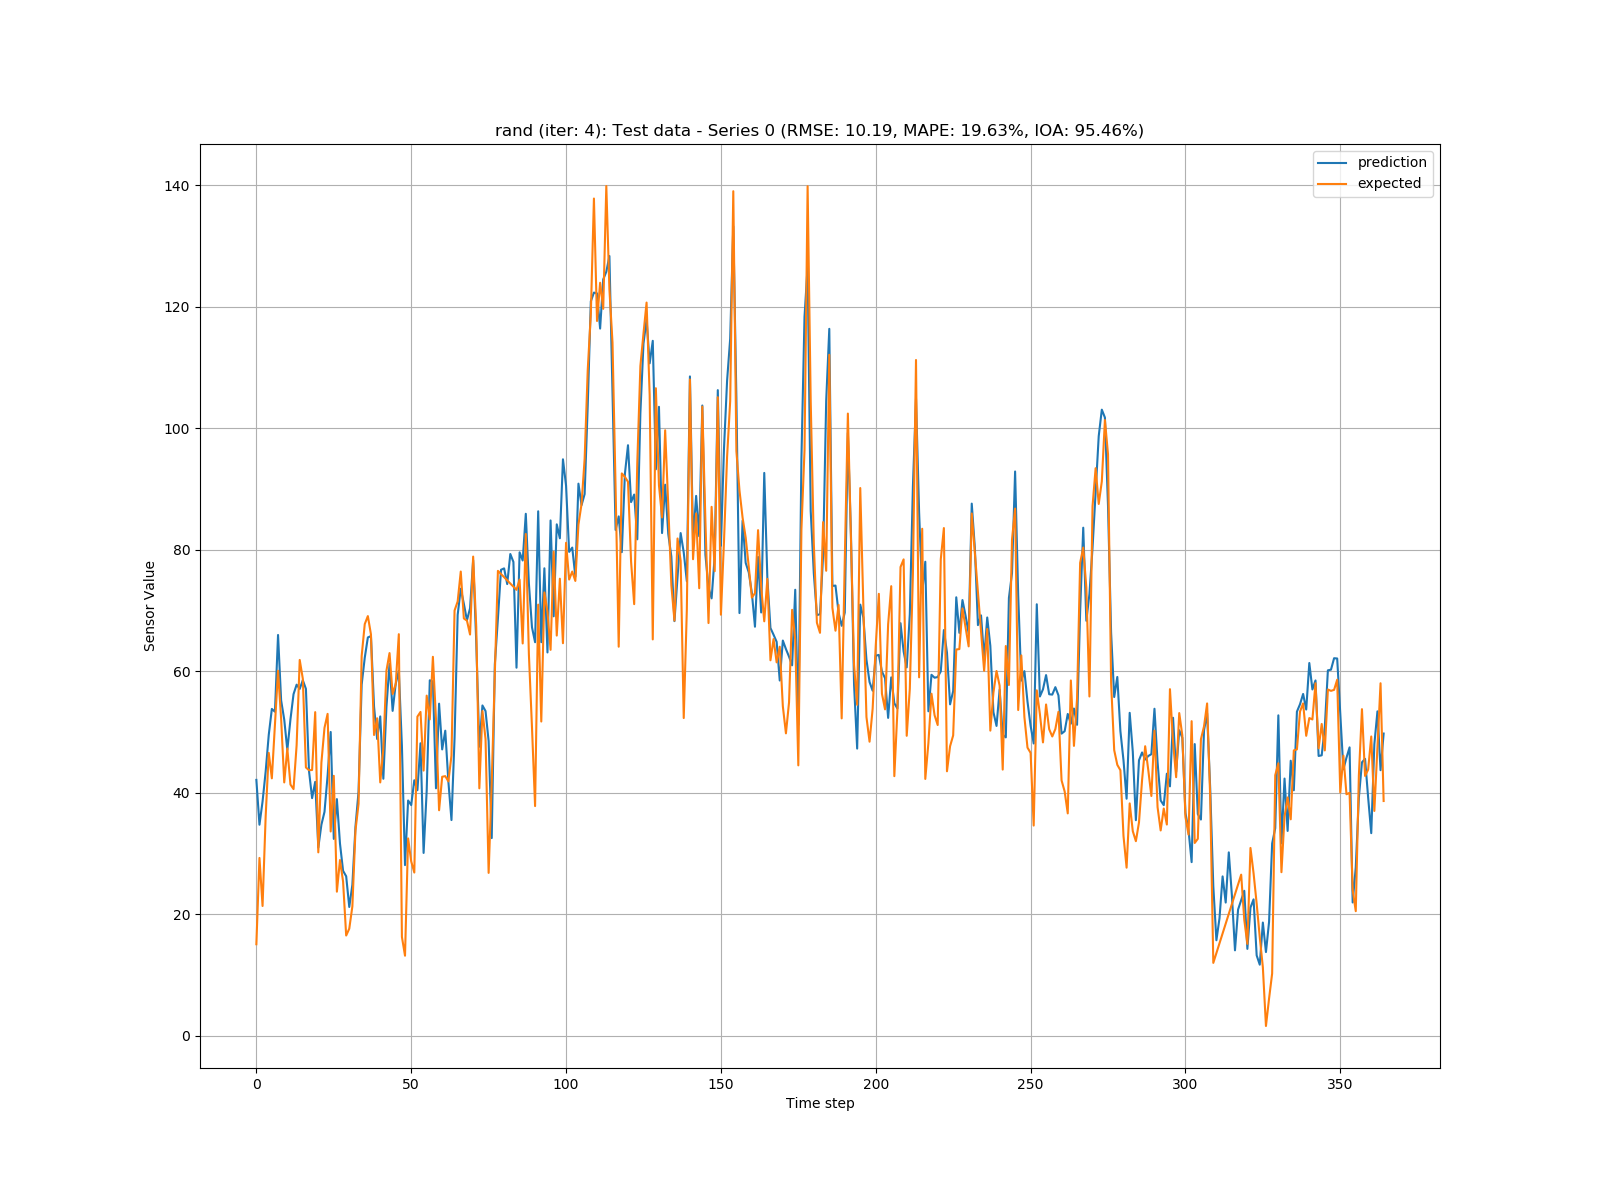 rand (iter: 4): Test data - Series 0 (RMSE: 10.19, MAPE: 19.63%, IOA: 95.46%)
prediction
expected
140
120
100
80
60
40
20
0
Sensor Value
0 50 100 150 200 250 300 350
Time step